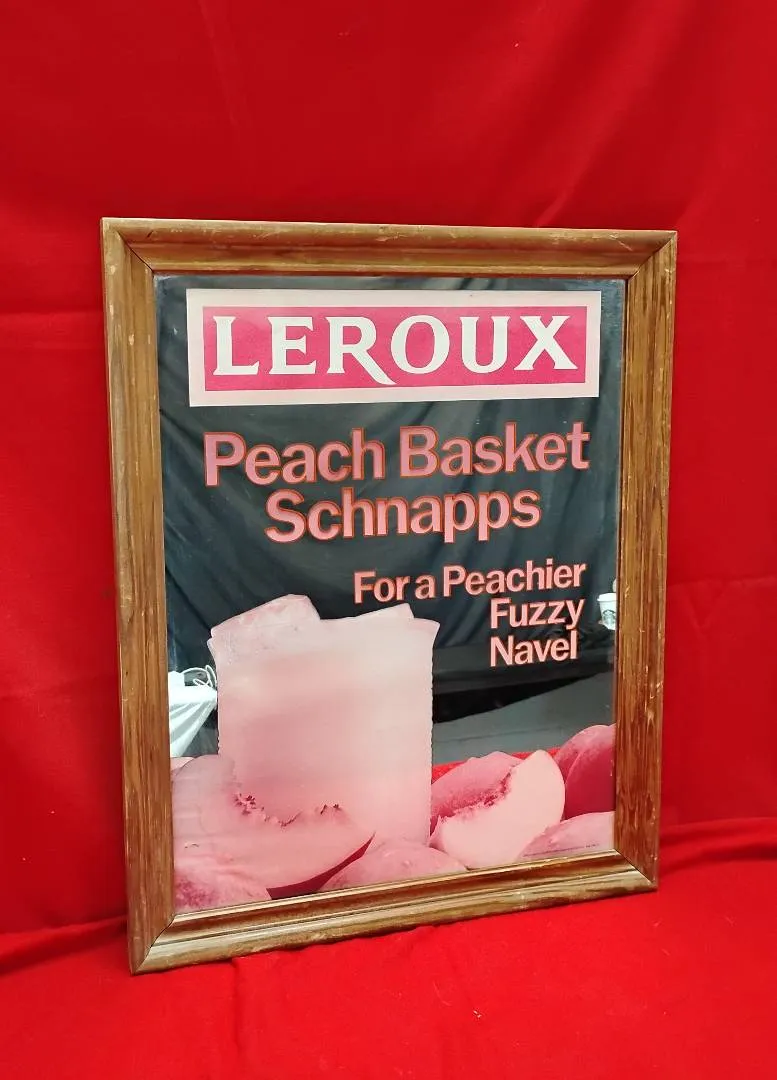 LEROUX
Peach Basket
Schnapps
For a Peachier
Fuzzy
Navel